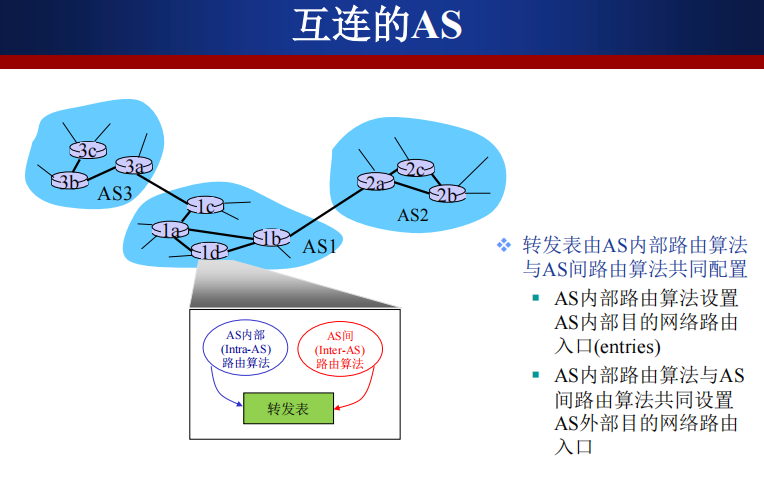 互连的AS
3c
3a
3b
AS3
2c
2a
2b
AS2
1c
1a
1b
1d
AS1
AS内部
(Intra-AS)
路由算法
AS间
(Inter-AS)
路由算法
转发表
转发表由AS内部路由算法
与AS间路由算法共同配置
AS内部路由算法设置
AS内部目的网络路由
入口(entries)
AS内部路由算法与AS
间路由算法共同设置
AS外部目的网络路由
入口